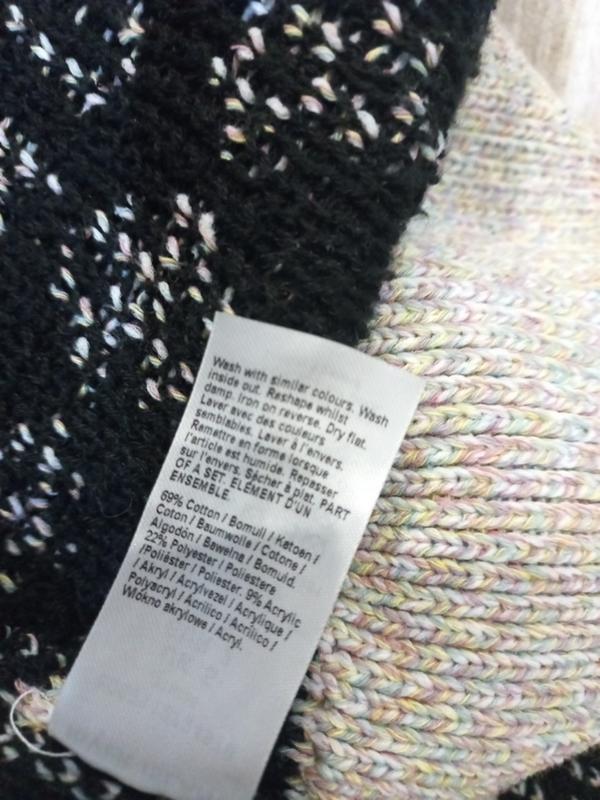 Wash with similar colours. Wash
inside out. Reshape whilst
damp. Iron on reverse. Dry flat.
Laver avec des couleurs
semblables. Laver à l'envers.
Remettre en forme lorsque
l'article est humide. Repasser
sur l'envers. Sécher à plat. PART
OF A SET. ELÉMENT D'UN
ENSEMBLE.
69% Cotton / Bomull / Katoen /
Coton / Baumwolle / Cotone /
Algodón / Bawełna / Bomuld.
22% Polyester / Poliestere
/Poliéster / Poliester. 9% Acrylic
/ Akryl / Acrylvezel / Acrylique /
Polyacryl / Acrilico / Acrílico /
Włókno akrylowe / Acryl.